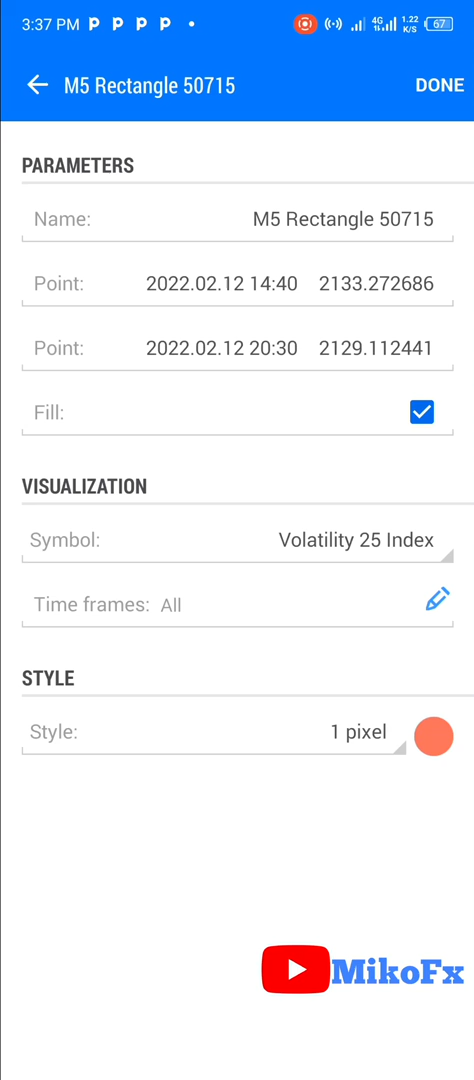 3:37 PM P P P P • 4G 1.22 K/S 67
M5 Rectangle 50715 DONE
PARAMETERS
Name: M5 Rectangle 50715
Point: 2022.02.12 14:40 2133.272686
Point: 2022.02.12 20:30 2129.112441
Fill:
VISUALIZATION
Symbol: Volatility 25 Index
Time frames: All
STYLE
Style: 1 pixel
MikoFx